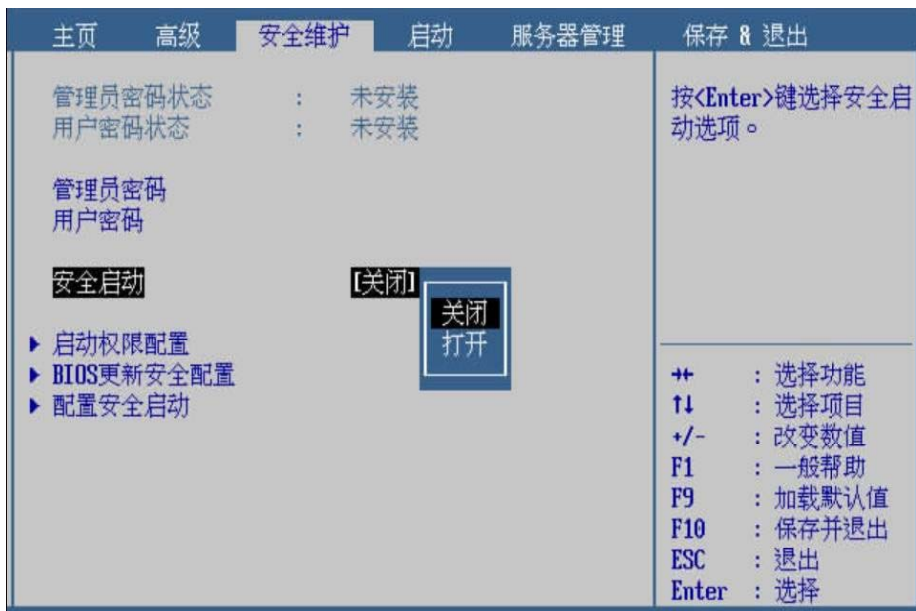 主页 高级 安全维护 启动 服务器管理 保存 & 退出
管理员密码状态 : 未安装
用户密码状态 : 未安装
管理员密码
用户密码
安全启动 [关闭]
关闭
打开
▶ 启动权限配置
▶ BIOS更新安全配置
▶ 配置安全启动
按<Enter>键选择安全启
动选项。
→← : 选择功能
↑↓ : 选择项目
+/- : 改变数值
F1 : 一般帮助
F9 : 加载默认值
F10 : 保存并退出
ESC : 退出
Enter : 选择